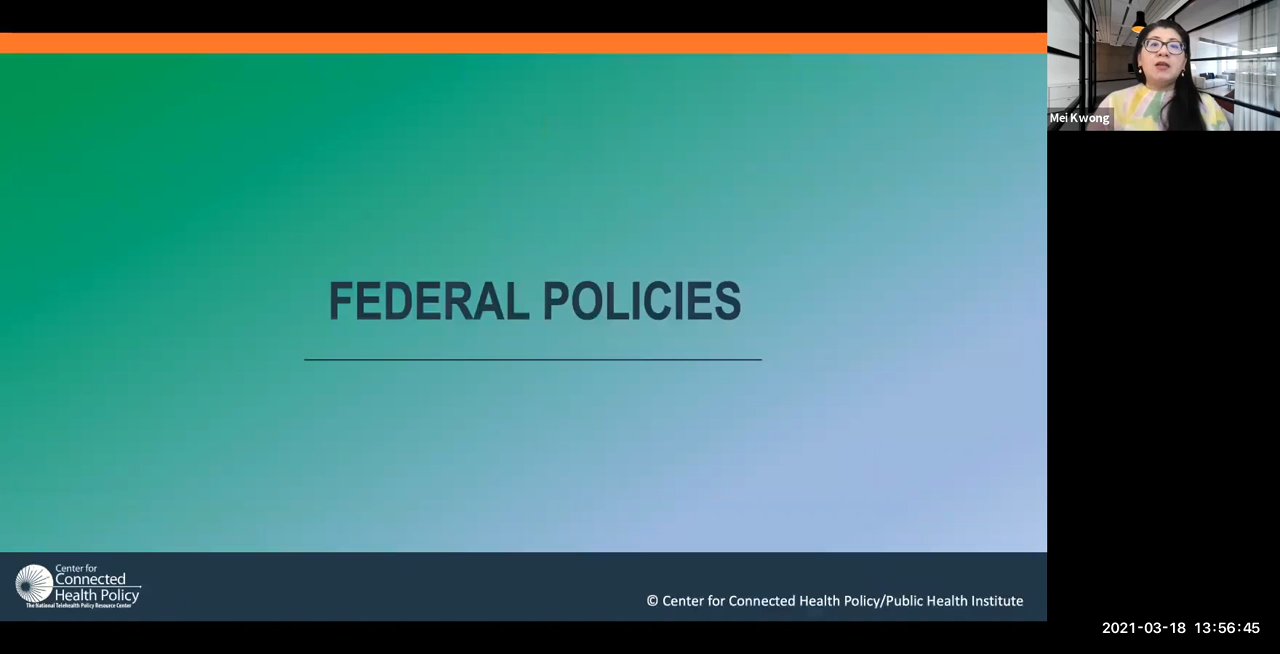 Mei Kwong
FEDERAL POLICIES
Center for
Connected
Health Policy
The National Telehealth Policy Resource Center
© Center for Connected Health Policy/Public Health Institute
2021-03-18 13:56:45